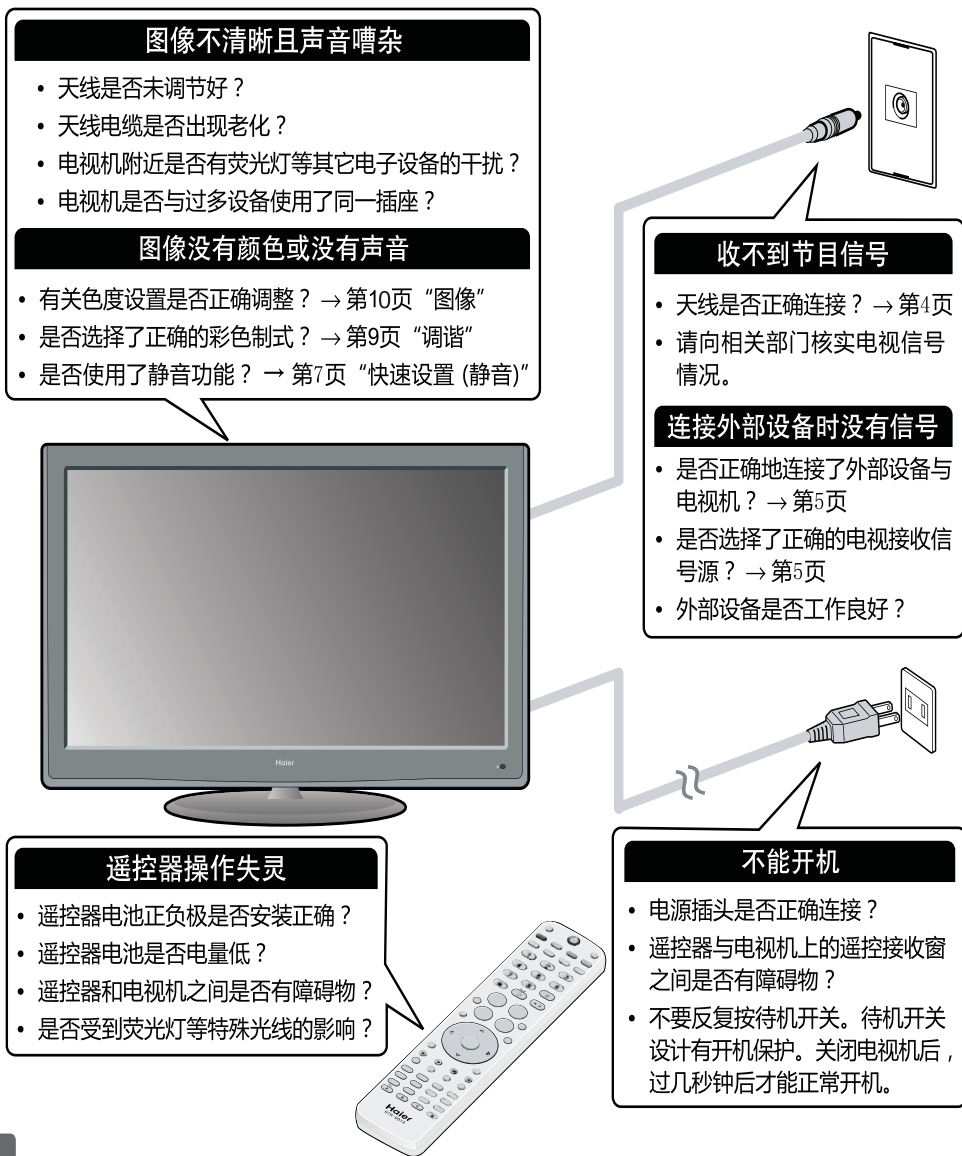 图像不清晰且声音嘈杂
• 天线是否未调节好？
• 天线电缆是否出现老化？
• 电视机附近是否有荧光灯等其它电子设备的干扰？
• 电视机是否与过多设备使用了同一插座？
图像没有颜色或没有声音
• 有关色度设置是否正确调整？→ 第10页“图像”
• 是否选择了正确的彩色制式？→ 第9页“调谐”
• 是否使用了静音功能？ → 第7页“快速设置 (静音)”
收不到节目信号
• 天线是否正确连接？→ 第4页
• 请向相关部门核实电视信号
情况。
连接外部设备时没有信号
• 是否正确地连接了外部设备与
电视机？→ 第5页
• 是否选择了正确的电视接收信
号源？→ 第5页
• 外部设备是否工作良好？
Haier
遥控器操作失灵
• 遥控器电池正负极是否安装正确？
• 遥控器电池是否电量低？
• 遥控器和电视机之间是否有障碍物？
• 是否受到荧光灯等特殊光线的影响？
Haier
不能开机
• 电源插头是否正确连接？
• 遥控器与电视机上的遥控接收窗
之间是否有障碍物？
• 不要反复按待机开关。待机开关
设计有开机保护。关闭电视机后，
过几秒钟后才能正常开机。